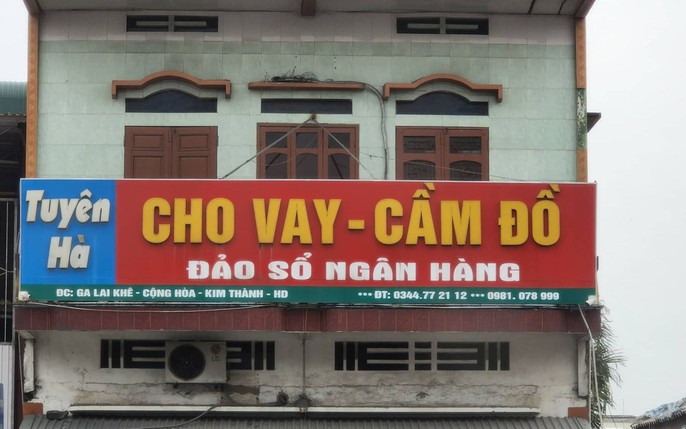 Tuyên
Hà
CHO VAY - CẦM ĐỒ
ĐẢO SỔ NGÂN HÀNG
ĐC: GA LAI KHÊ - CỘNG HÒA - KIM THÀNH - HD ••• ĐT: 0344.77 21 12 ••• 0981. 078 999